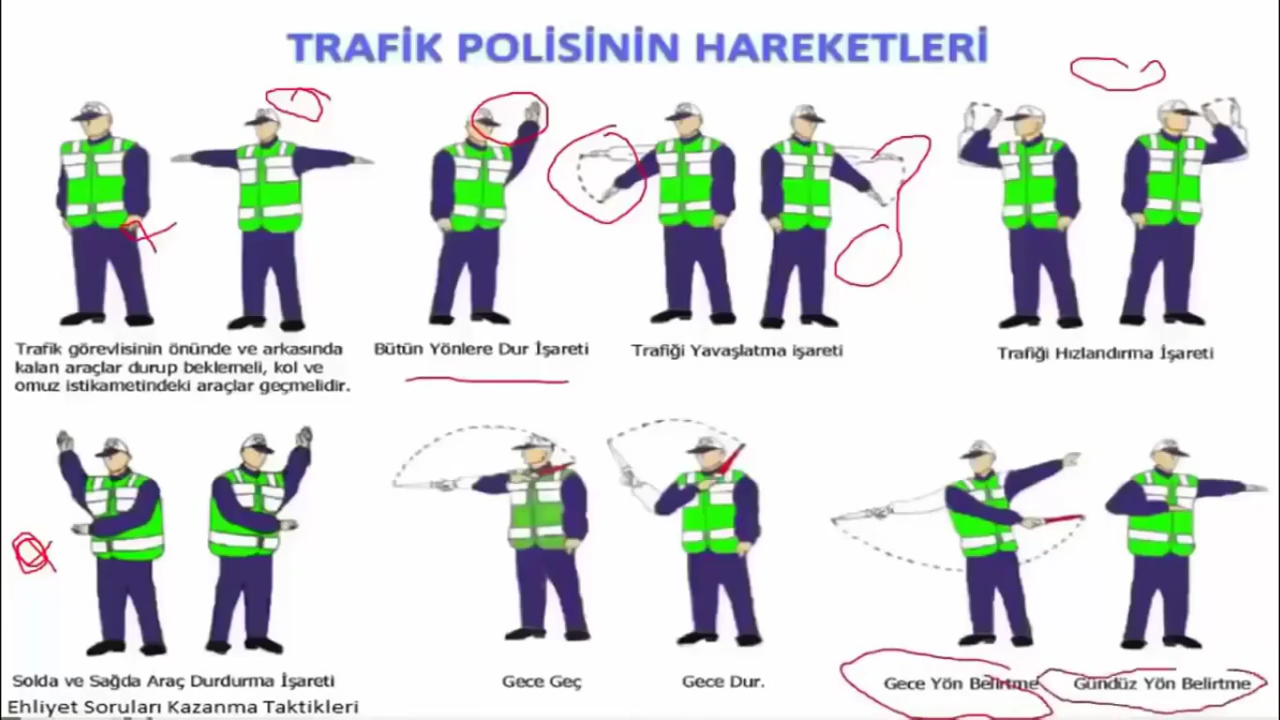 TRAFİK POLİSİNİN HAREKETLERİ
Trafik görevlisinin önünde ve arkasında
kalan araçlar durup beklemeli, kol ve
omuz istikametindeki araçlar geçmelidir.
Bütün Yönlere Dur İşareti
Trafiği Yavaşlatma işareti
Trafiği Hızlandırma İşareti
Solda ve Sağda Araç Durdurma İşareti
Gece Geç
Gece Dur.
Gece Yön Belirtme
Gündüz Yön Belirtme
Ehliyet Soruları Kazanma Taktikleri